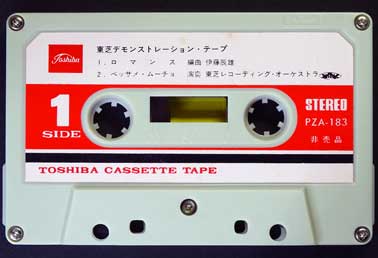 Toshiba
東芝デモンストレーション・テープ
1. ロマンス 編曲 伊藤辰雄
2. ベッサメ・ムーチョ 演奏 東芝レコーディング・オーケストラ
1
SIDE
STEREO
PZA-183
非売品
TOSHIBA CASSETTE TAPE